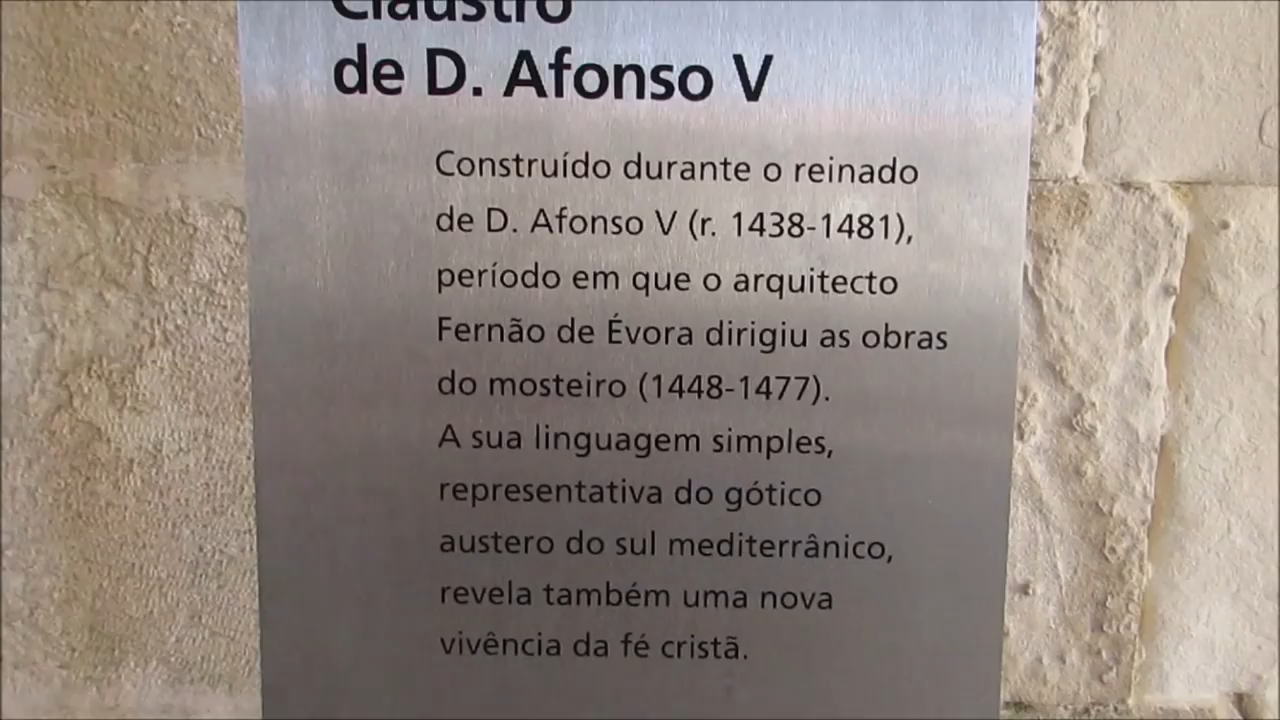 Claustro
de D. Afonso V
Construído durante o reinado
de D. Afonso V (r. 1438-1481),
período em que o arquitecto
Fernão de Évora dirigiu as obras
do mosteiro (1448-1477).
A sua linguagem simples,
representativa do gótico
austero do sul mediterrânico,
revela também uma nova
vivência da fé cristã.